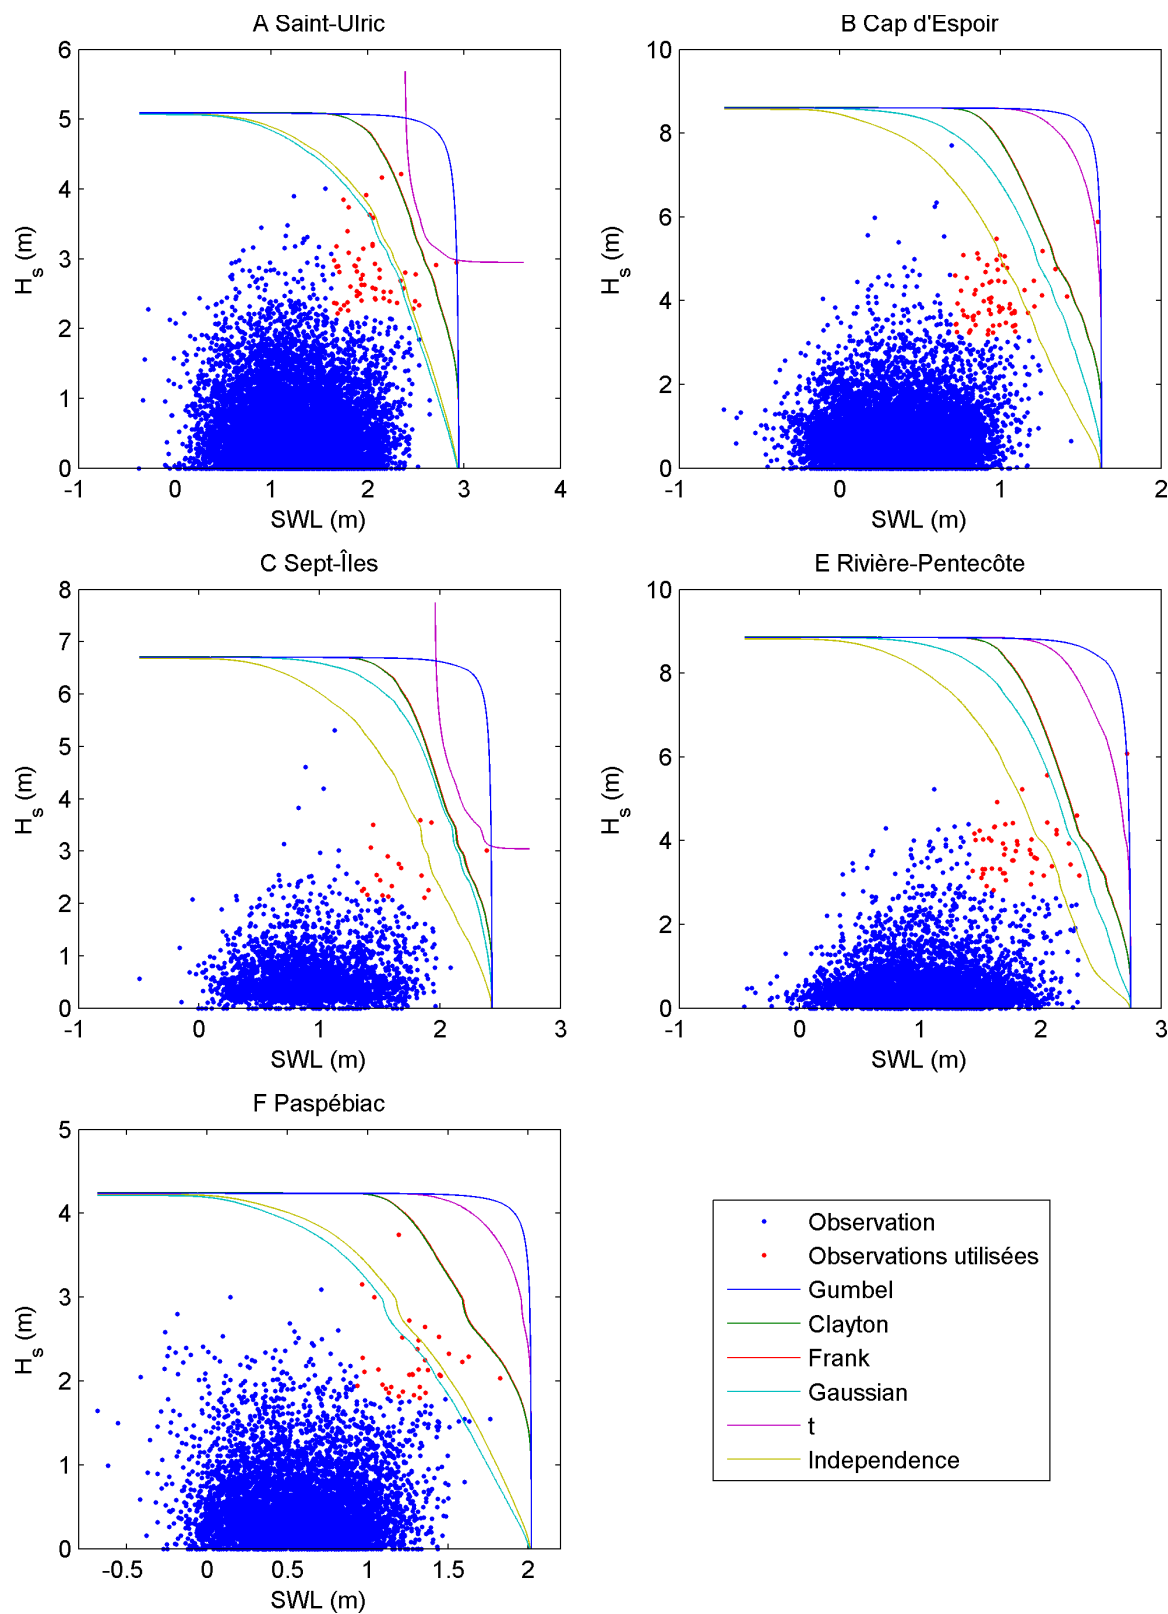 A Saint-Ulric
6
5
4
3
2
1
0
H_s (m)
-1 0 1 2 3 4
SWL (m)
B Cap d'Espoir
10
8
6
4
2
0
H_s (m)
-1 0 1 2
SWL (m)
C Sept-Îles
8
7
6
5
4
3
2
1
0
H_s (m)
-1 0 1 2 3
SWL (m)
E Rivière-Pentecôte
10
8
6
4
2
0
H_s (m)
-1 0 1 2 3
SWL (m)
F Paspébiac
5
4
3
2
1
0
H_s (m)
-0.5 0 0.5 1 1.5 2
SWL (m)
Observation
Observations utilisées
Gumbel
Clayton
Frank
Gaussian
t
Independence